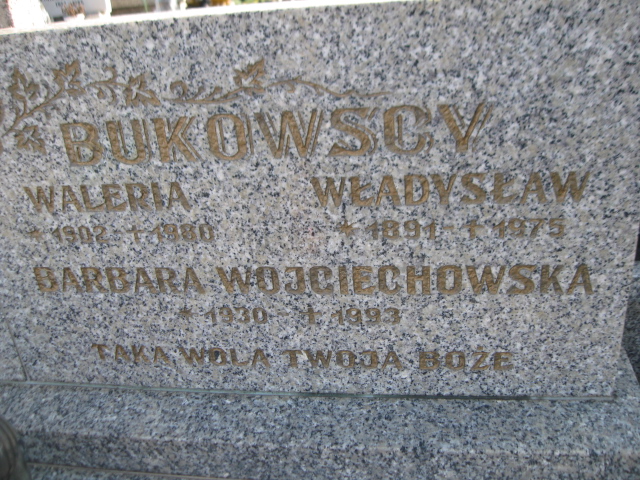 BUKOWSCY
WALERIA WŁADYSŁAW
* 1902 - † 1980 * 1891 - † 1975
BARBARA WOJCIECHOWSKA
* 1930 † 1993
TAKA WOLA TWOJA BOŻE